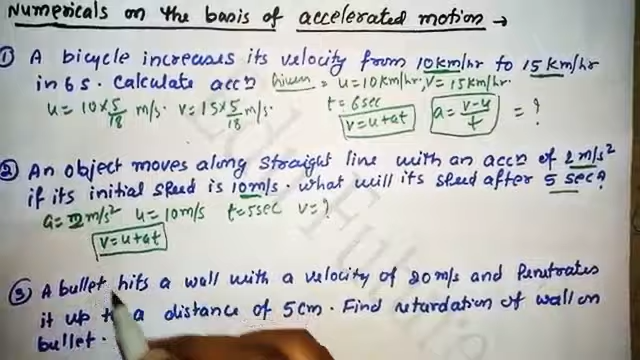 Numericals on the basis of accelerated motion →
① A bicycle increases its velocity from 10km/hr to 15 km/hr
in 6 s. Calculate accn Given = u=10km/hr, V=15km/hr.
u = 10×5/18 m/s. v=15×5/18 m/s. t=6sec v=u+at a=v-u/t = ?
② An object moves along straight line with an accn of 2m/s²
if its initial speed is 10m/s. what will its speed after 5 sec?
a=2m/s² u=10m/s t=5sec v=?
v=u+at
③ A bullet hits a wall with a velocity of 20m/s and Penetrates
it up a distance of 5cm. Find retardation of wall on
bullet.